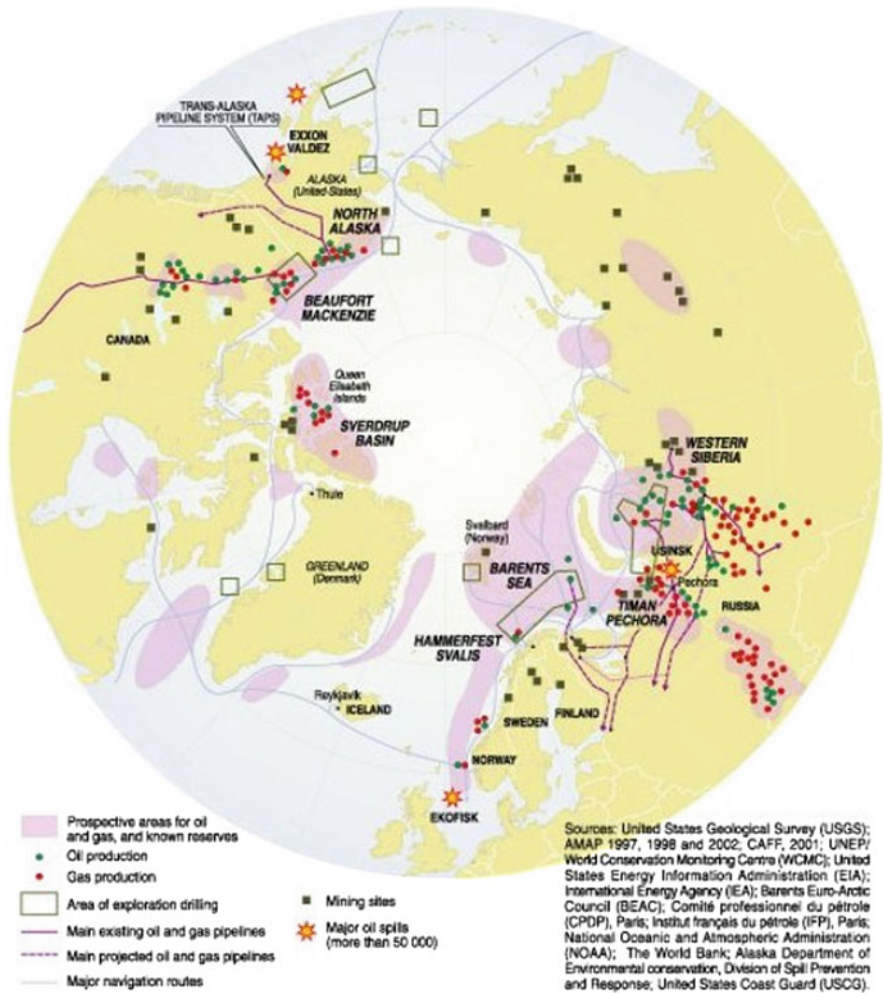 TRANS-ALASKA
PIPELINE SYSTEM (TAPS)
EXXON
VALDEZ
ALASKA
(United-States)
NORTH
ALASKA
BEAUFORT
MACKENZIE
CANADA
Queen
Elisabeth
Islands
SVERDRUP
BASIN
WESTERN
SIBERIA
Thule
Svalbard
(Norway)
USINSK
GREENLAND
(Denmark)
BARENTS
SEA
Pechora
TIMAN
PECHORA
RUSSIA
HAMMERFEST
SVALIS
Reykjavik
ICELAND
SWEDEN
FINLAND
NORWAY
EKOFISK
Prospective areas for oil
and gas, and known reserves
Oil production
Gas production
Area of exploration drilling
Main existing oil and gas pipelines
Main projected oil and gas pipelines
Major navigation routes
Mining sites
Major oil spills
(more than 50 000)
Sources: United States Geological Survey (USGS);
AMAP 1997, 1998 and 2002; CAFF, 2001; UNEP/
World Conservation Monitoring Centre (WCMC); United
States Energy Information Administration (EIA);
International Energy Agency (IEA); Barents Euro-Arctic
Council (BEAC); Comité professionnel du pétrole
(CPDP), Paris; Institut français du pétrole (IFP), Paris;
National Oceanic and Atmospheric Administration
(NOAA); The World Bank; Alaska Department of
Environmental conservation, Division of Spill Prevention
and Response; United States Coast Guard (USCG).